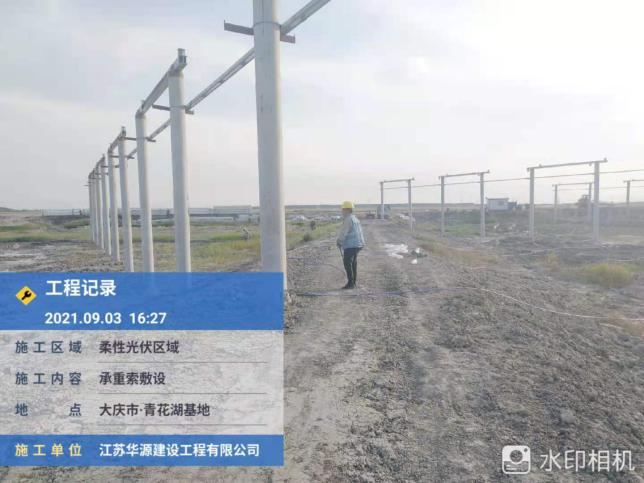 工程记录
2021.09.03 16:27
施工区域 柔性光伏区域
施工内容 承重索敷设
地点 大庆市·青花湖基地
施工单位 江苏华源建设工程有限公司
水印相机